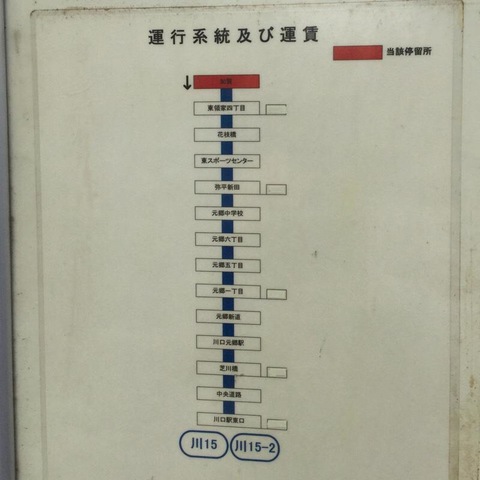 運行系統及び運賃
当該停留所
↓
東領家四丁目
花枝橋
東スポーツセンター
弥平新田
元郷中学校
元郷六丁目
元郷五丁目
元郷一丁目
元郷新道
川口元郷駅
芝川橋
中央道路
川口駅東口
川15 川15-2